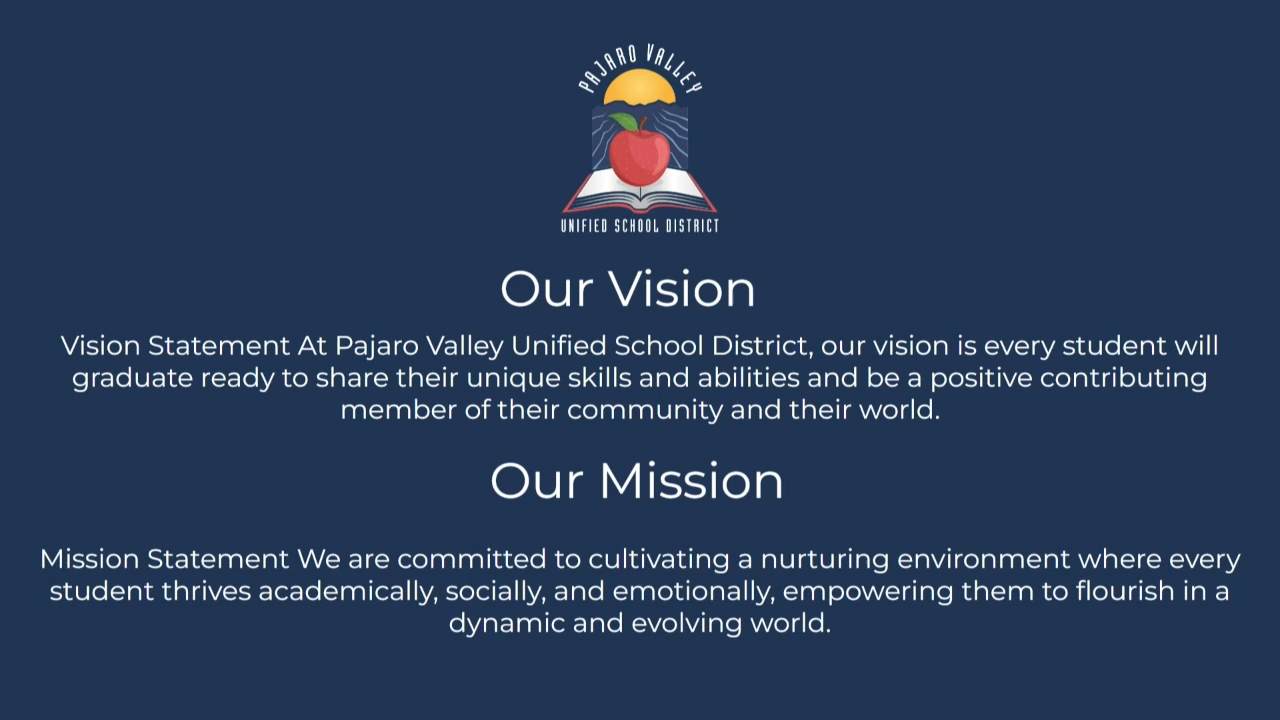 PAJARO VALLEY
UNIFIED SCHOOL DISTRICT
Our Vision
Vision Statement At Pajaro Valley Unified School District, our vision is every student will
graduate ready to share their unique skills and abilities and be a positive contributing
member of their community and their world.
Our Mission
Mission Statement We are committed to cultivating a nurturing environment where every
student thrives academically, socially, and emotionally, empowering them to flourish in a
dynamic and evolving world.